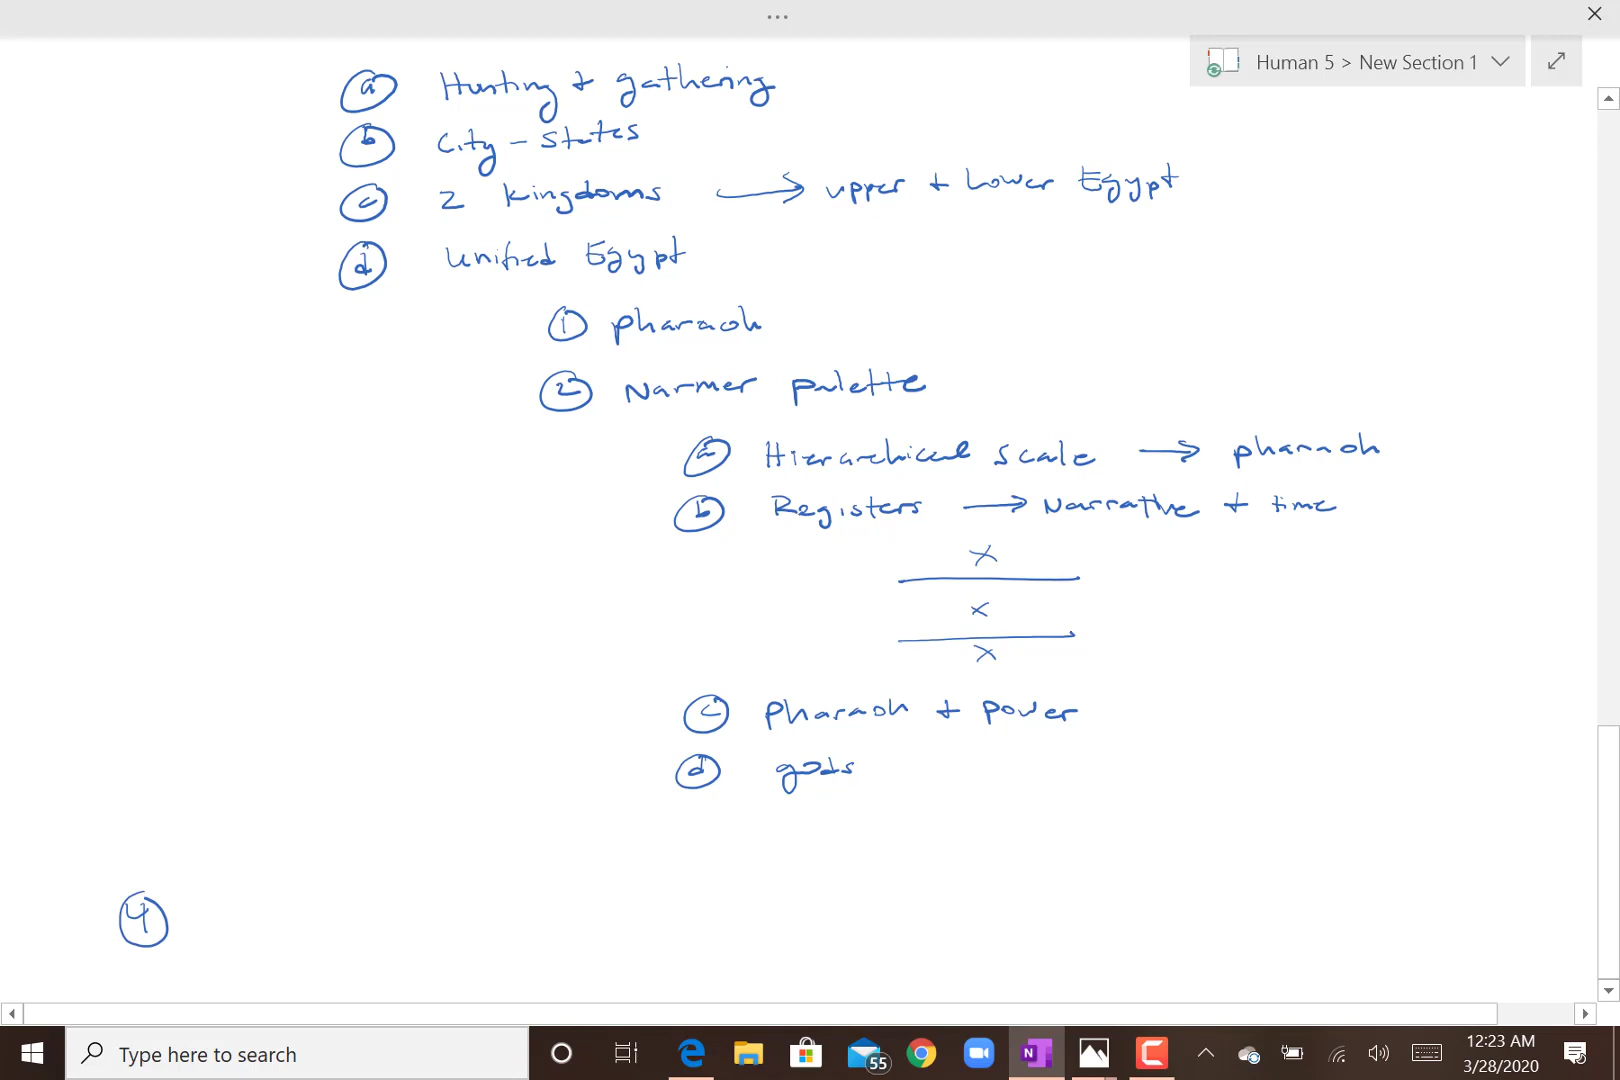 Human 5 > New Section 1
a Hunting + gathering
b City - States
c 2 kingdoms → upper + Lower Egypt
d Unified Egypt
1 pharaoh
2 Narmer palette
a Hierarchical scale → pharaoh
b Registers → Narrative + time
X
X
X
c pharaoh + power
d gods
4
Type here to search
55
12:23 AM
3/28/2020